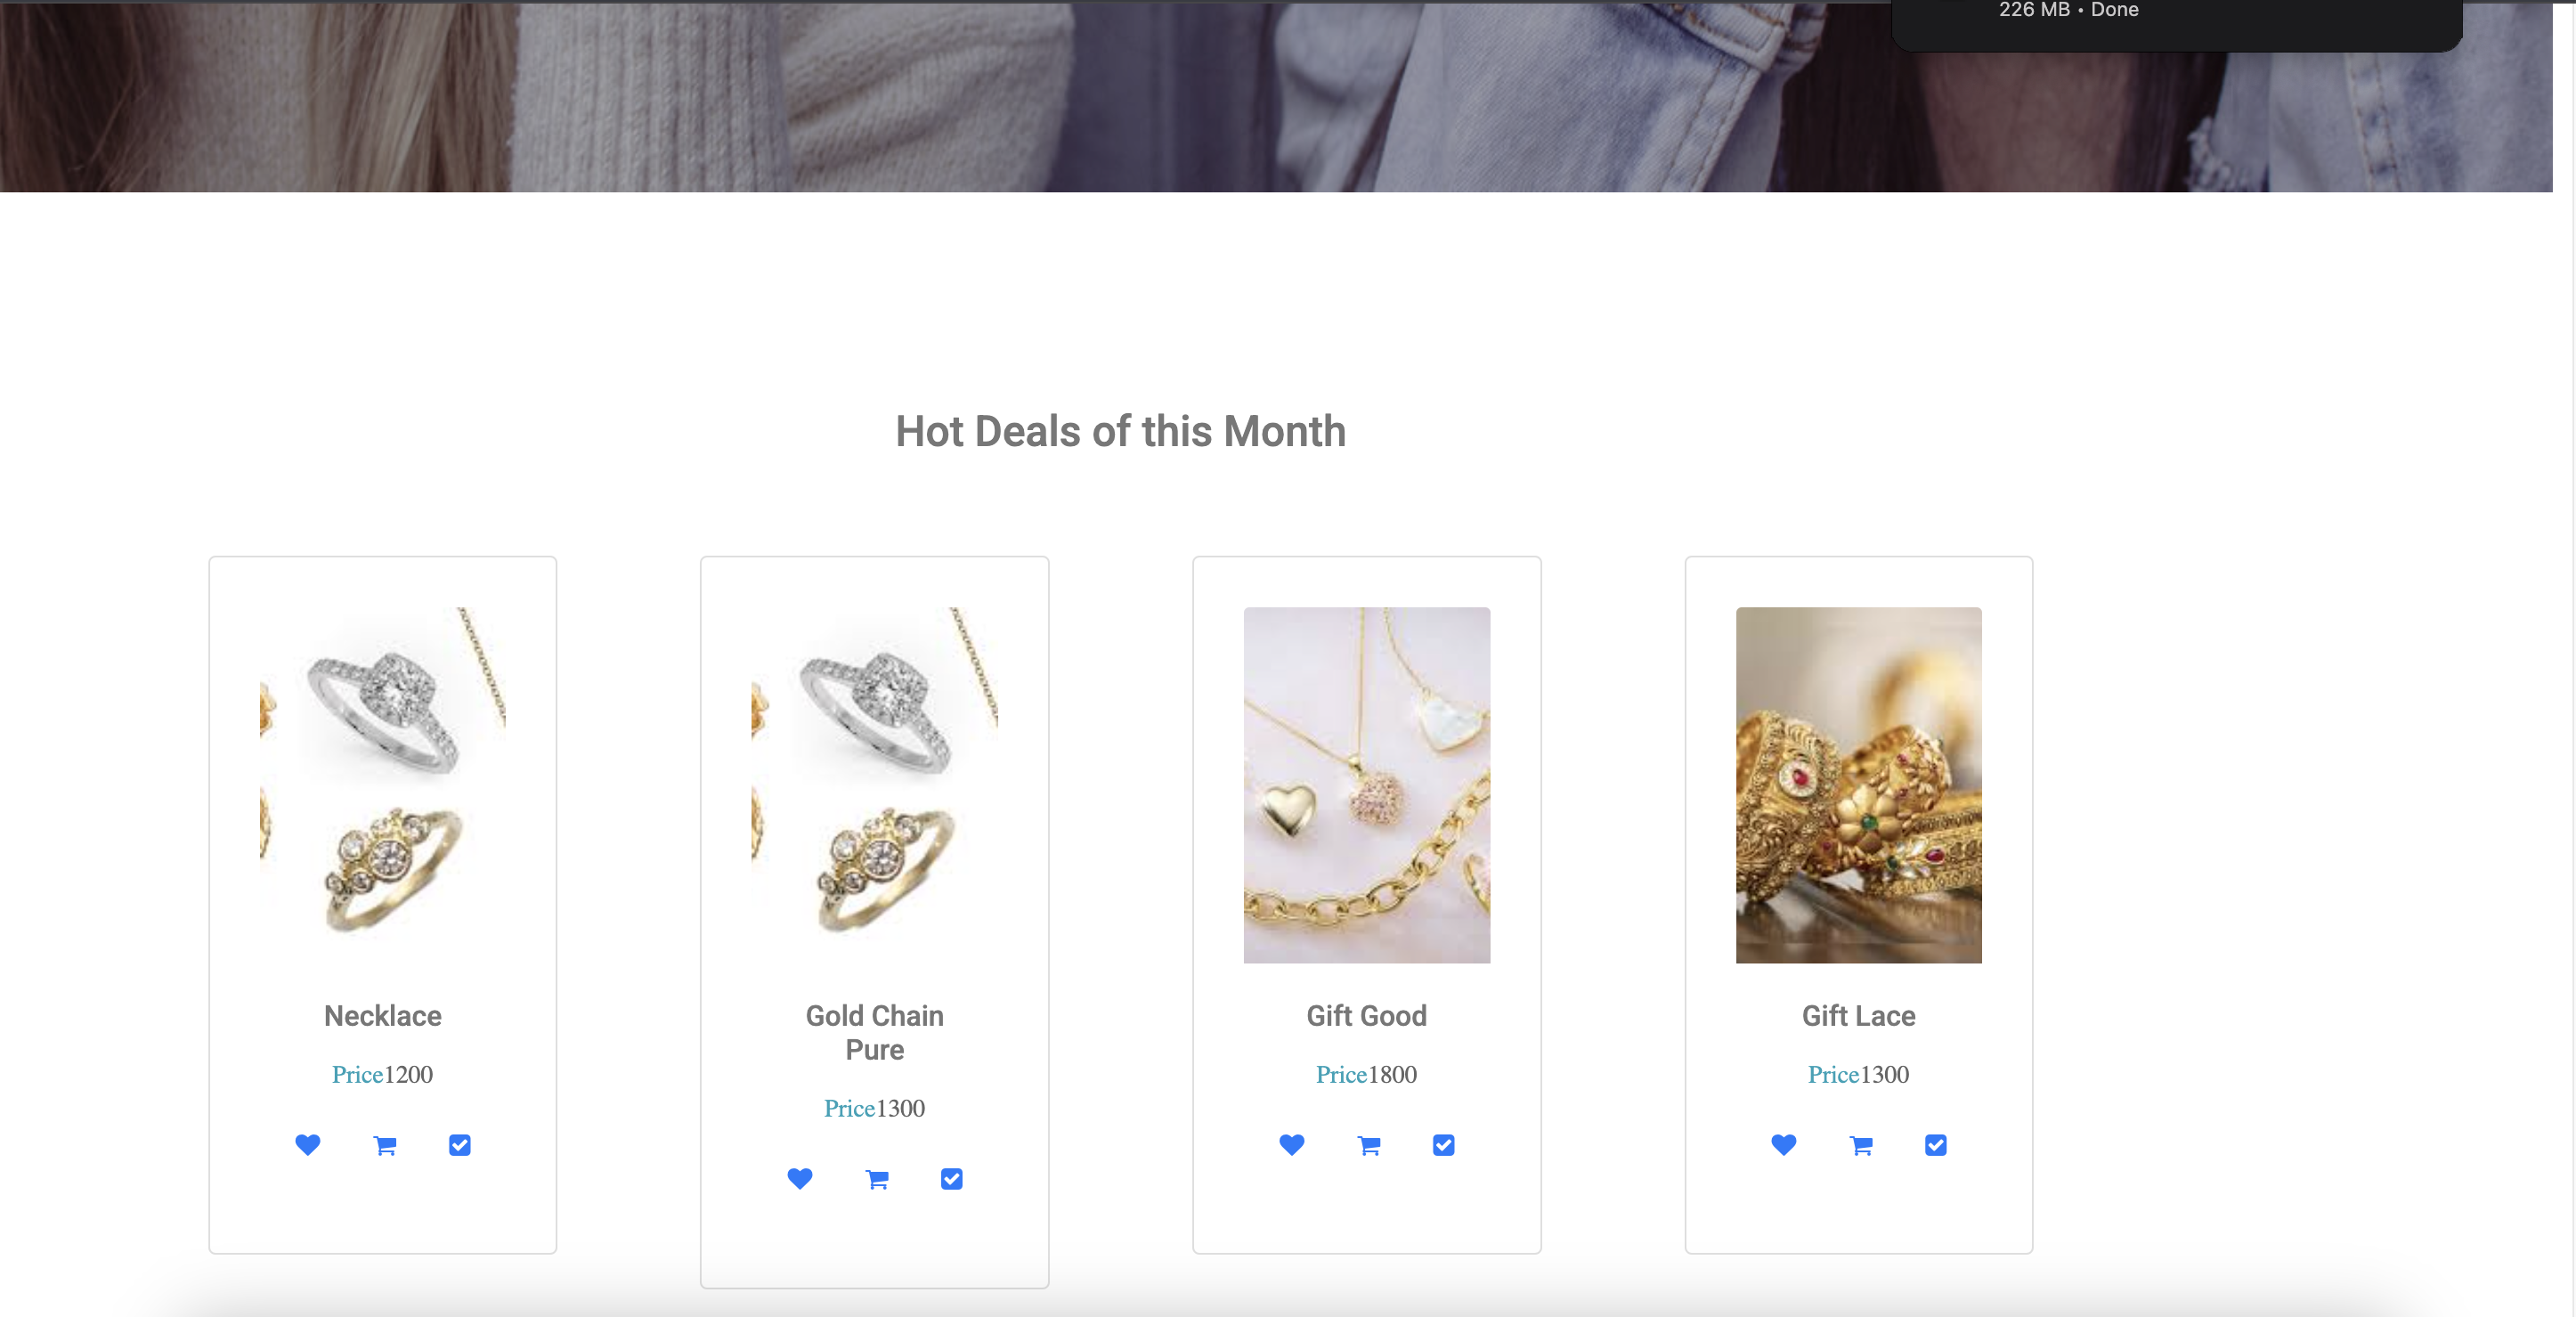 226 MB • Done
Hot Deals of this Month
Necklace
Price1200
Gold Chain
Pure
Price1300
Gift Good
Price1800
Gift Lace
Price1300